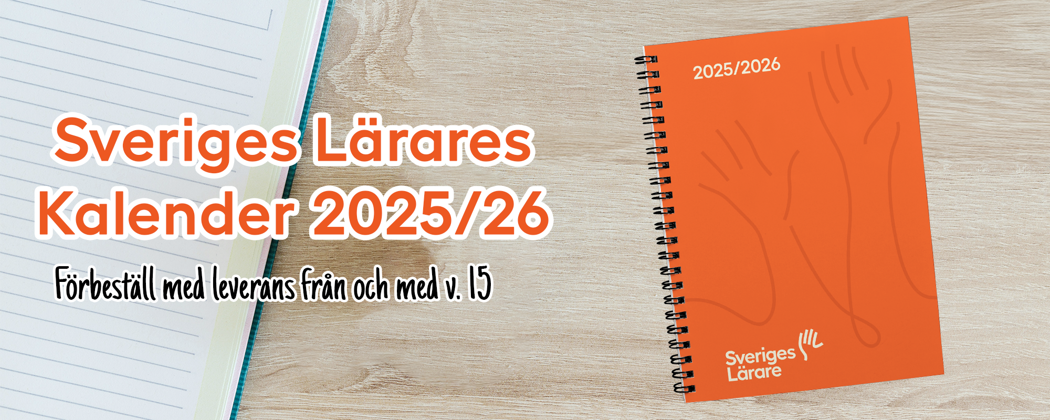 Sveriges Lärares
Kalender 2025/26
Förbeställ med leverans från och med v. 15
2025/2026
Sveriges
Lärare